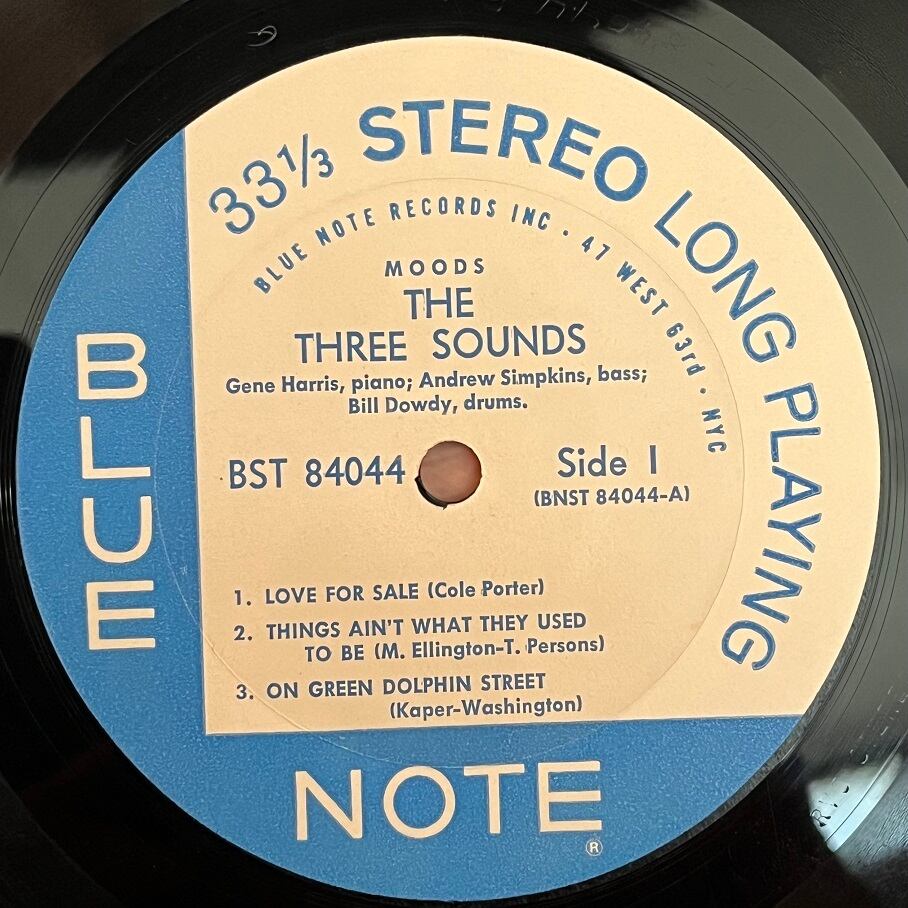 33⅓ STEREO LONG PLAYING
BLUE NOTE RECORDS INC · 47 WEST 63rd · NYC
MOODS
THE
THREE SOUNDS
Gene Harris, piano; Andrew Simpkins, bass;
Bill Dowdy, drums.
BST 84044
Side 1
(BNST 84044-A)
1. LOVE FOR SALE (Cole Porter)
2. THINGS AIN'T WHAT THEY USED
TO BE (M. Ellington-T. Persons)
3. ON GREEN DOLPHIN STREET
(Kaper-Washington)
BLUE
NOTE
®